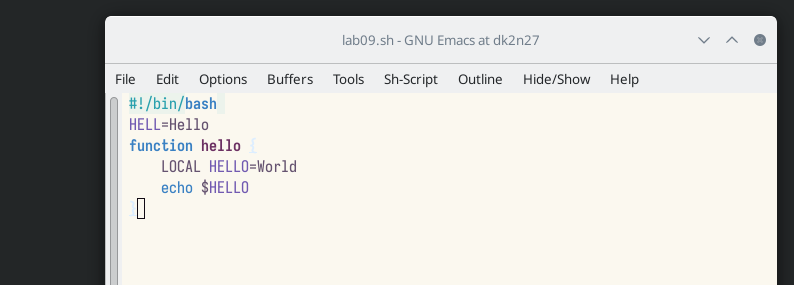 lab09.sh - GNU Emacs at dk2n27
File Edit Options Buffers Tools Sh-Script Outline Hide/Show Help
#!/bin/bash
HELL=Hello
function hello {
    LOCAL HELLO=World
    echo $HELLO
}